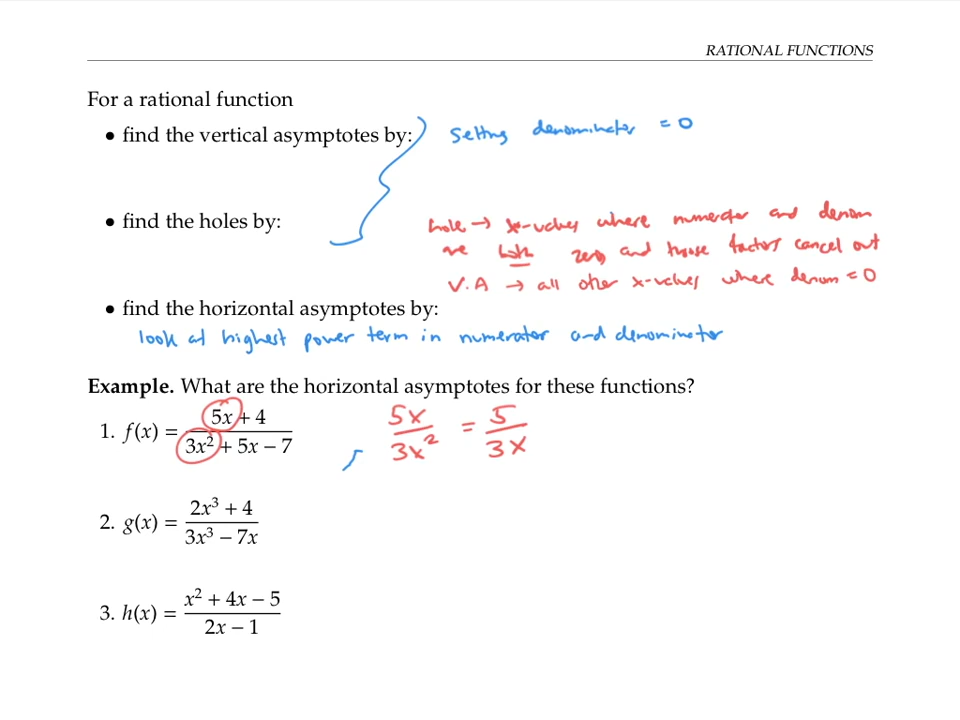 RATIONAL FUNCTIONS
For a rational function
• find the vertical asymptotes by: Setting denominator = 0
• find the holes by:
hole → x-values where numerator and denom
are both zero and those factors cancel out
V.A → all other x-values where denom = 0
• find the horizontal asymptotes by:
look at highest power term in numerator and denominator
Example. What are the horizontal asymptotes for these functions?
1. f(x) = (5x + 4)/(3x² + 5x − 7) 5x/3x² = 5/3x
2. g(x) = (2x³ + 4)/(3x³ − 7x)
3. h(x) = (x² + 4x − 5)/(2x − 1)